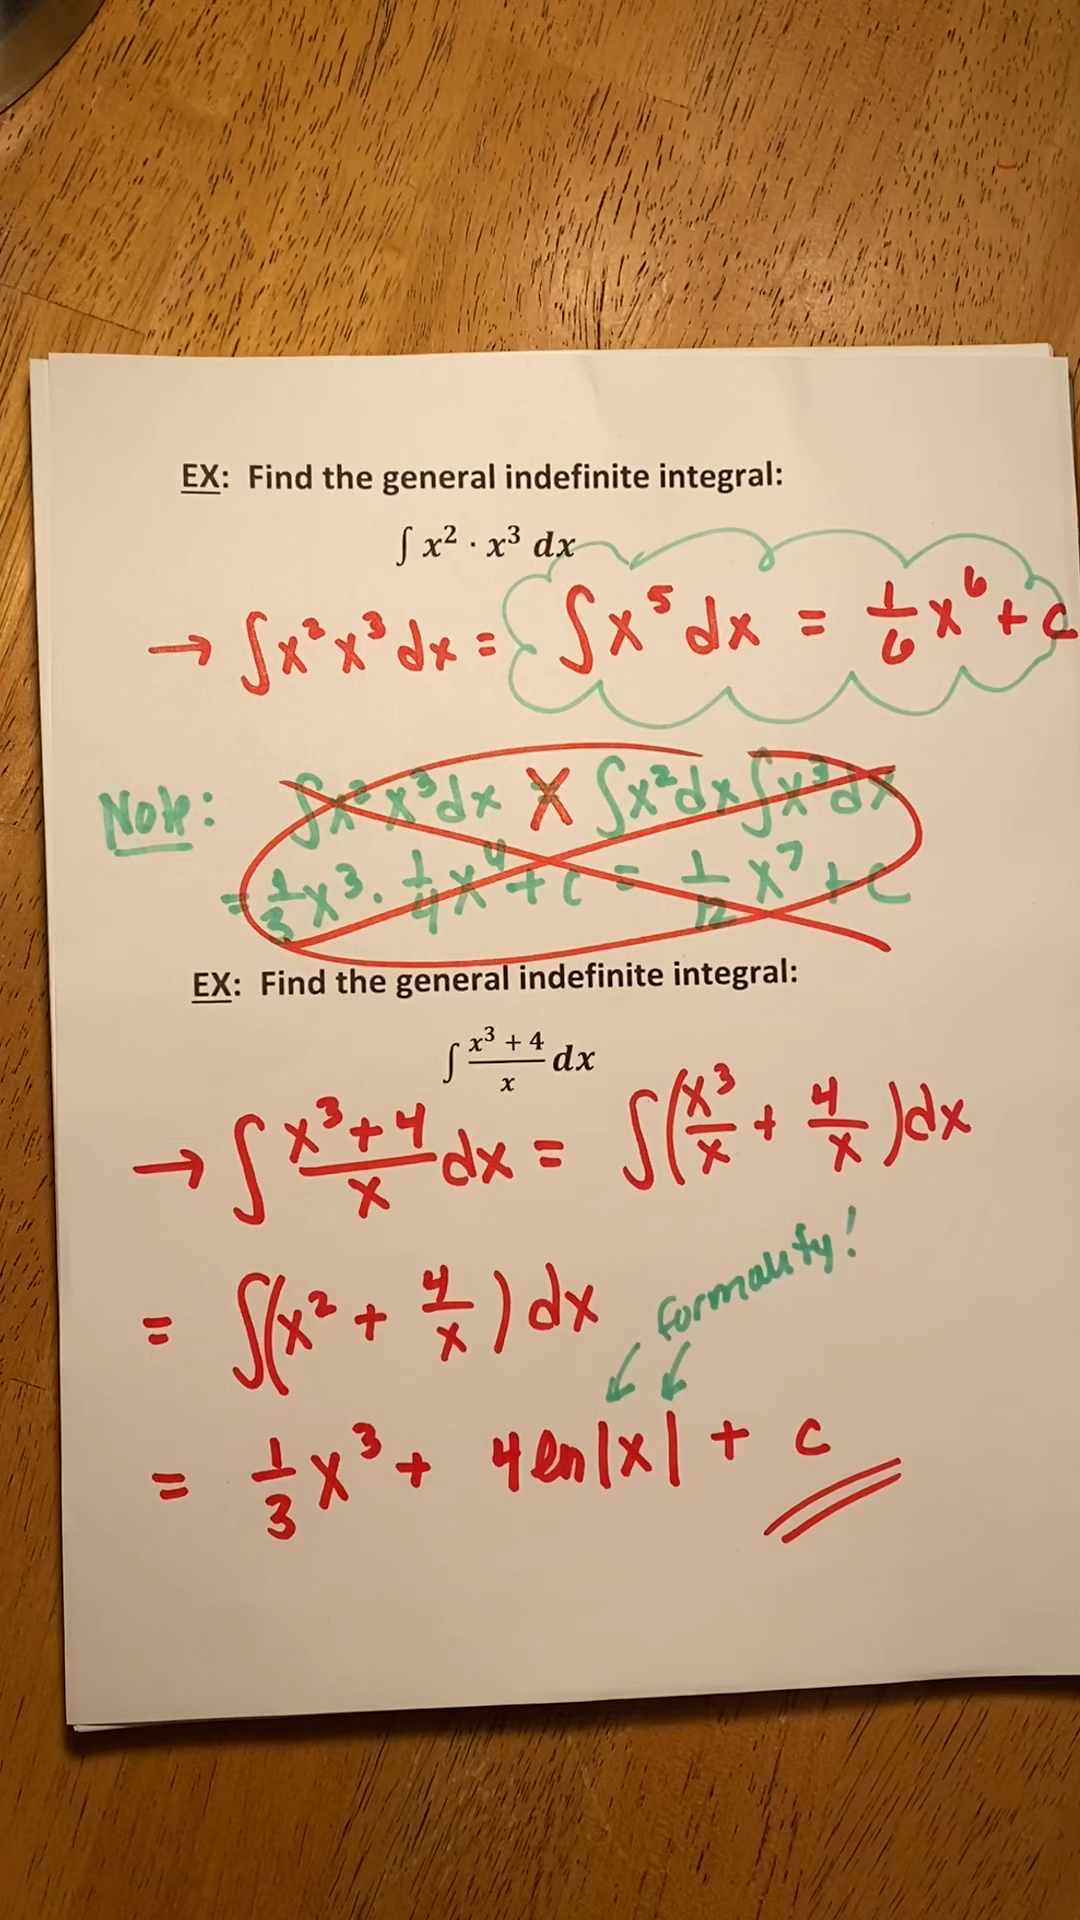 EX: Find the general indefinite integral:
∫ x² · x³ dx
→ ∫x²x³dx = ∫x⁵dx = 1/6 x⁶ + c
Note: ∫x²x³dx X ∫x²dx∫x³dx
= 1/3 x³ · 1/4 x⁴ + c = 1/12 x⁷ + c
EX: Find the general indefinite integral:
∫ (x³ + 4)/x dx
→ ∫ (x³+4)/x dx = ∫(x³/x + 4/x)dx
= ∫(x² + 4/x)dx
formality!
= 1/3 x³ + 4ln|x| + c